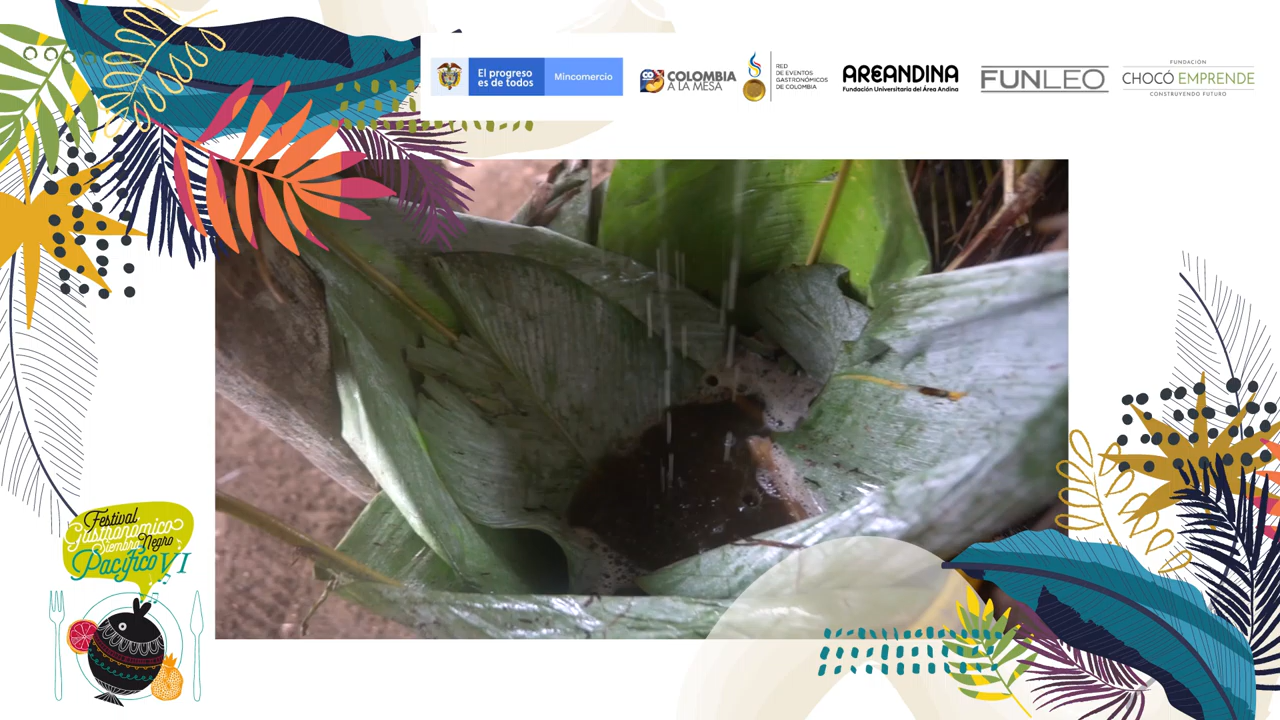 El progreso
es de todos
Mincomercio
CO
COLOMBIA
A LA MESA
RED
DE EVENTOS
GASTRONÓMICOS
DE COLOMBIA
AREANDINA
Fundación Universitaria del Área Andina
FUNLEO
FUNDACIÓN
CHOCÓ EMPRENDE
CONSTRUYENDO FUTURO
Festival
Gastronómico
Siembra Negro
Pacífico VI